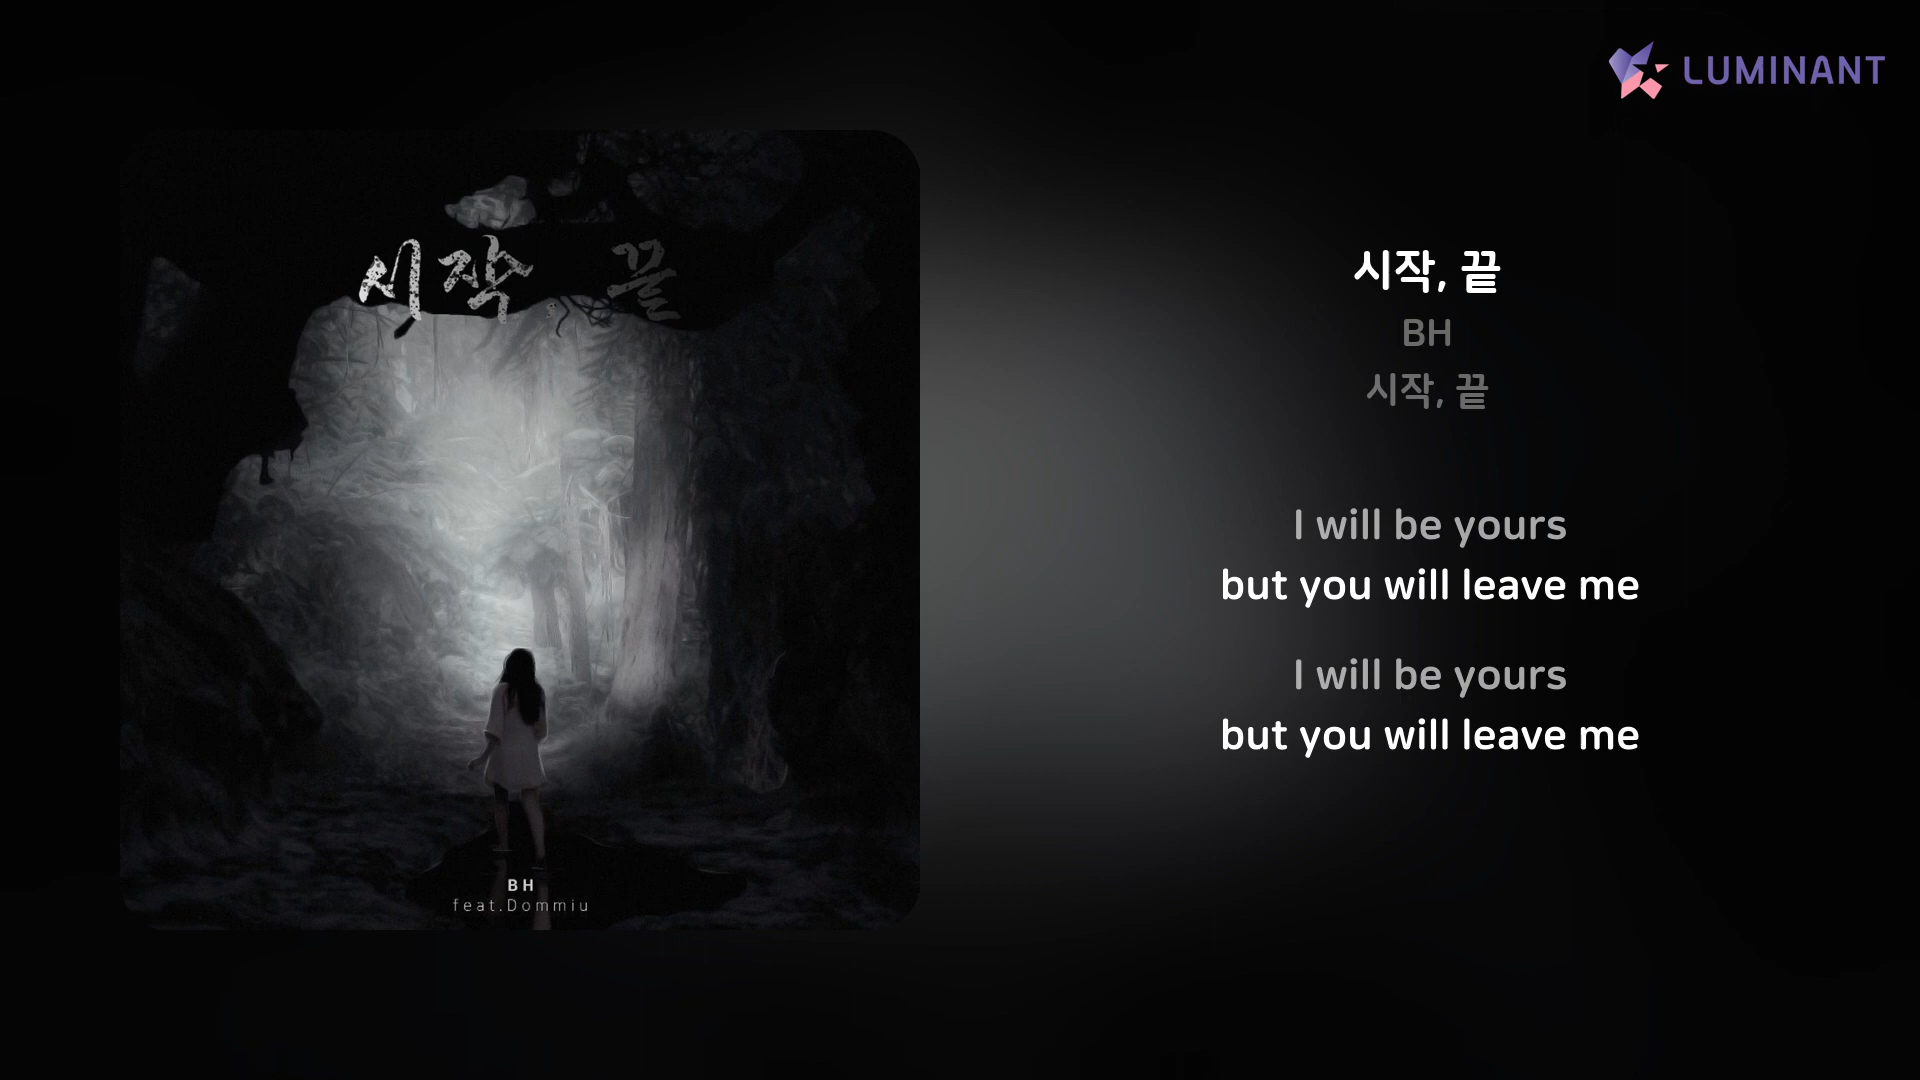 LUMINANT
시작, 끝
BH
feat.Dommiu
시작, 끝
BH
시작, 끝
I will be yours
but you will leave me
I will be yours
but you will leave me